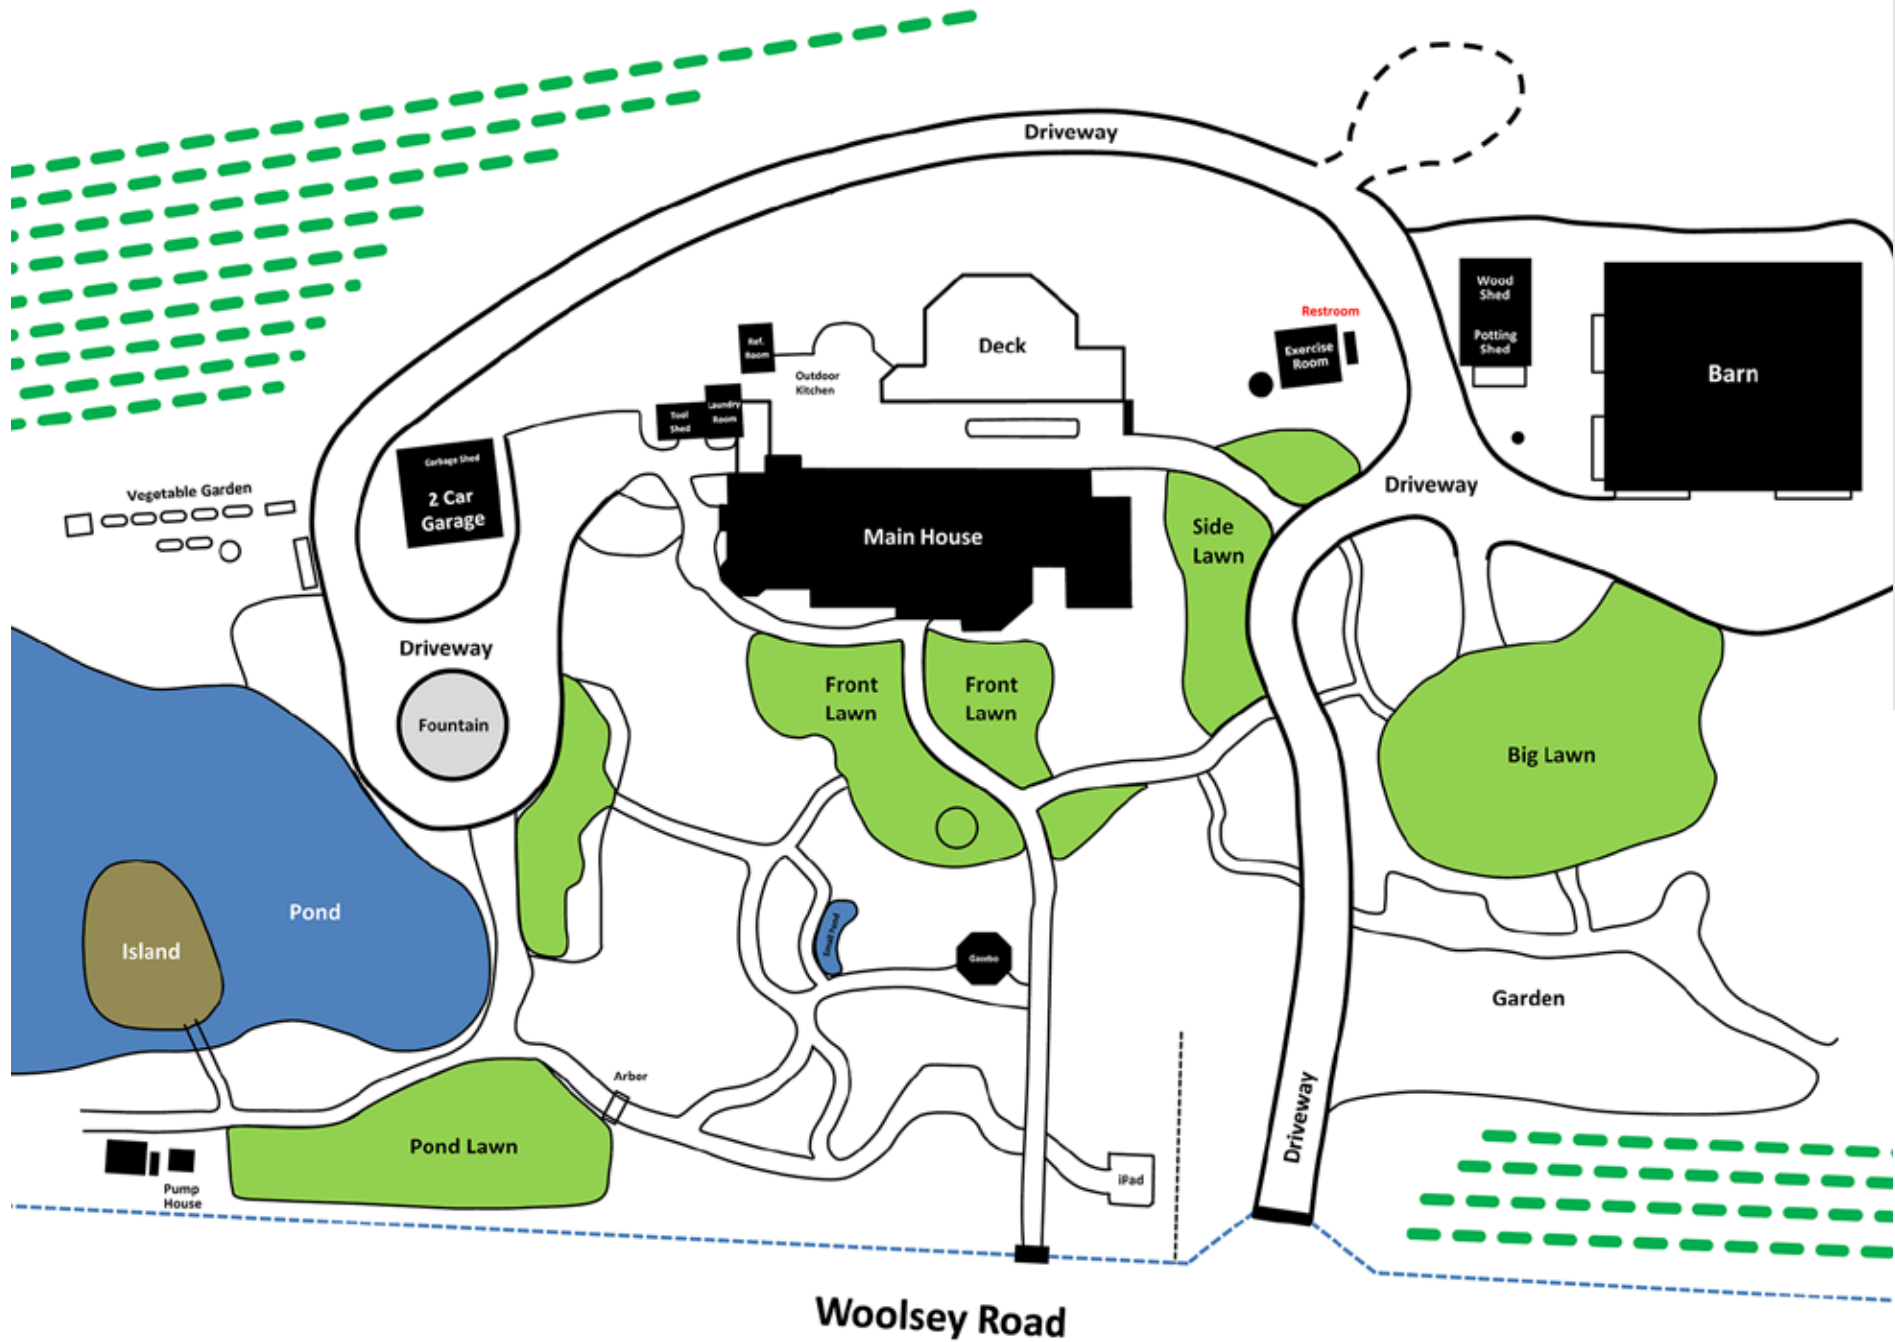 Driveway
Restroom
Wood
Shed
Potting
Shed
Ref.
Room
Deck
Exercise
Room
Outdoor
Kitchen
Barn
Laundry
Room
Tool
Shed
Garbage Shed
2 Car
Garage
Vegetable Garden
Driveway
Main House
Side
Lawn
Driveway
Fountain
Front
Lawn
Front
Lawn
Big Lawn
Pond
Island
Small Pond
Gazebo
Garden
Arbor
Driveway
Pond Lawn
iPad
Pump
House
Woolsey Road